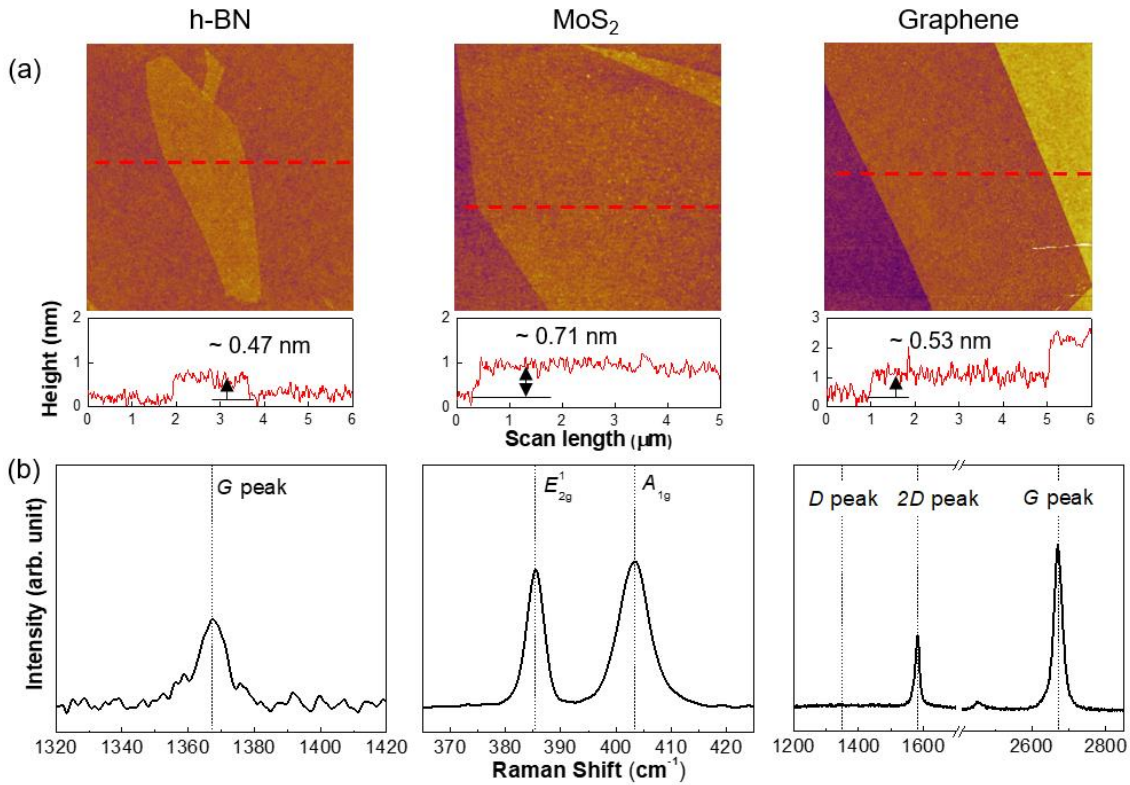 h-BN MoS₂ Graphene
(a)
Height (nm)
2
1
0
~ 0.47 nm
0 1 2 3 4 5 6
2
1
0
~ 0.71 nm
0 1 2 3 4 5
3
2
1
0
~ 0.53 nm
0 1 2 3 4 5 6
Scan length (μm)
(b)
Intensity (arb. unit)
G peak
1320 1340 1360 1380 1400 1420
E¹₂g A₁g
370 380 390 400 410 420
D peak 2D peak G peak
1200 1600 2600 2800
Raman Shift (cm⁻¹)